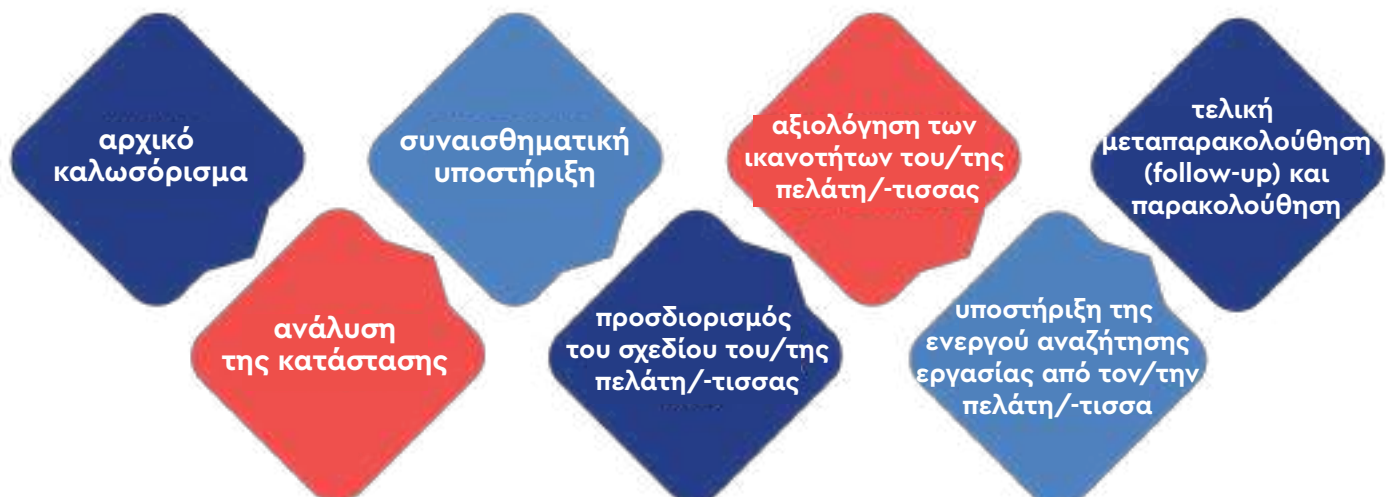 αρχικό
καλωσόρισμα
ανάλυση
της κατάστασης
συναισθηματική
υποστήριξη
προσδιορισμός
του σχεδίου του/της
πελάτη/-τισσας
αξιολόγηση των
ικανοτήτων του/της
πελάτη/-τισσας
υποστήριξη της
ενεργού αναζήτησης
εργασίας από τον/την
πελάτη/-τισσα
τελική
μεταπαρακολούθηση
(follow-up) και
παρακολούθηση